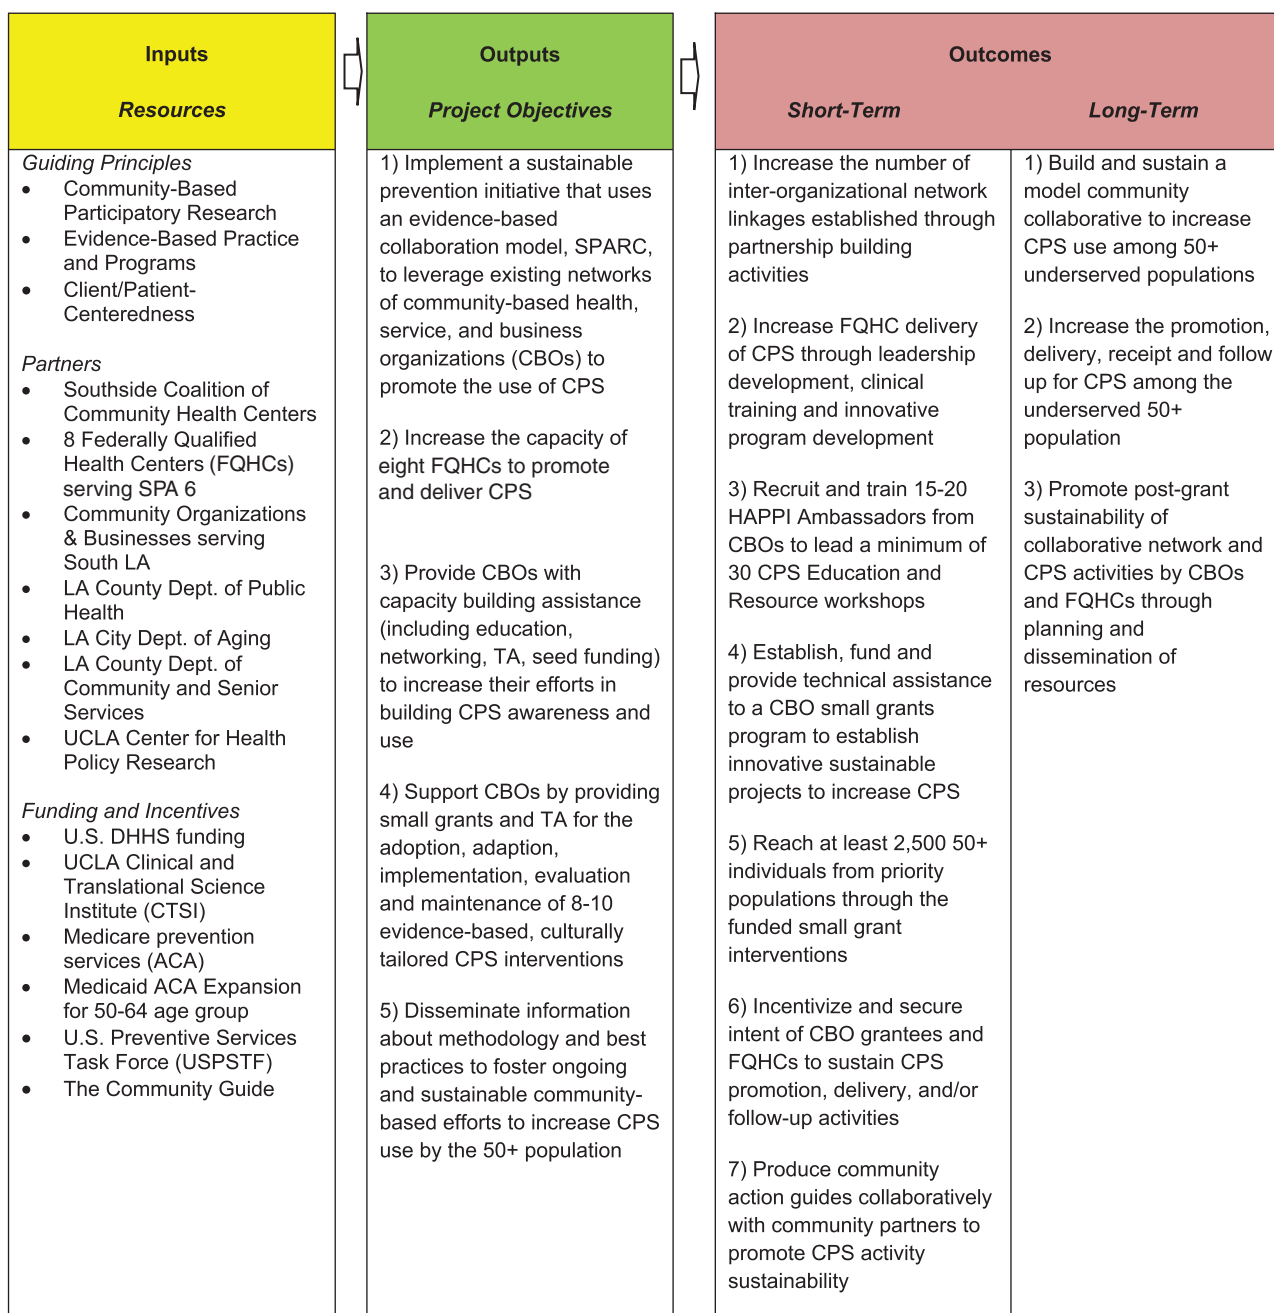 Inputs
Resources
Guiding Principles
• Community-Based
Participatory Research
• Evidence-Based Practice
and Programs
• Client/Patient-
Centeredness
Partners
• Southside Coalition of
Community Health Centers
• 8 Federally Qualified
Health Centers (FQHCs)
serving SPA 6
• Community Organizations
& Businesses serving
South LA
• LA County Dept. of Public
Health
• LA City Dept. of Aging
• LA County Dept. of
Community and Senior
Services
• UCLA Center for Health
Policy Research
Funding and Incentives
• U.S. DHHS funding
• UCLA Clinical and
Translational Science
Institute (CTSI)
• Medicare prevention
services (ACA)
• Medicaid ACA Expansion
for 50-64 age group
• U.S. Preventive Services
Task Force (USPSTF)
• The Community Guide
Outputs
Project Objectives
1) Implement a sustainable
prevention initiative that uses
an evidence-based
collaboration model, SPARC,
to leverage existing networks
of community-based health,
service, and business
organizations (CBOs) to
promote the use of CPS
2) Increase the capacity of
eight FQHCs to promote
and deliver CPS
3) Provide CBOs with
capacity building assistance
(including education,
networking, TA, seed funding)
to increase their efforts in
building CPS awareness and
use
4) Support CBOs by providing
small grants and TA for the
adoption, adaption,
implementation, evaluation
and maintenance of 8-10
evidence-based, culturally
tailored CPS interventions
5) Disseminate information
about methodology and best
practices to foster ongoing
and sustainable community-
based efforts to increase CPS
use by the 50+ population
Outcomes
Short-Term
1) Increase the number of
inter-organizational network
linkages established through
partnership building
activities
2) Increase FQHC delivery
of CPS through leadership
development, clinical
training and innovative
program development
3) Recruit and train 15-20
HAPPI Ambassadors from
CBOs to lead a minimum of
30 CPS Education and
Resource workshops
4) Establish, fund and
provide technical assistance
to a CBO small grants
program to establish
innovative sustainable
projects to increase CPS
5) Reach at least 2,500 50+
individuals from priority
populations through the
funded small grant
interventions
6) Incentivize and secure
intent of CBO grantees and
FQHCs to sustain CPS
promotion, delivery, and/or
follow-up activities
7) Produce community
action guides collaboratively
with community partners to
promote CPS activity
sustainability
Long-Term
1) Build and sustain a
model community
collaborative to increase
CPS use among 50+
underserved populations
2) Increase the promotion,
delivery, receipt and follow
up for CPS among the
underserved 50+
population
3) Promote post-grant
sustainability of
collaborative network and
CPS activities by CBOs
and FQHCs through
planning and
dissemination of
resources